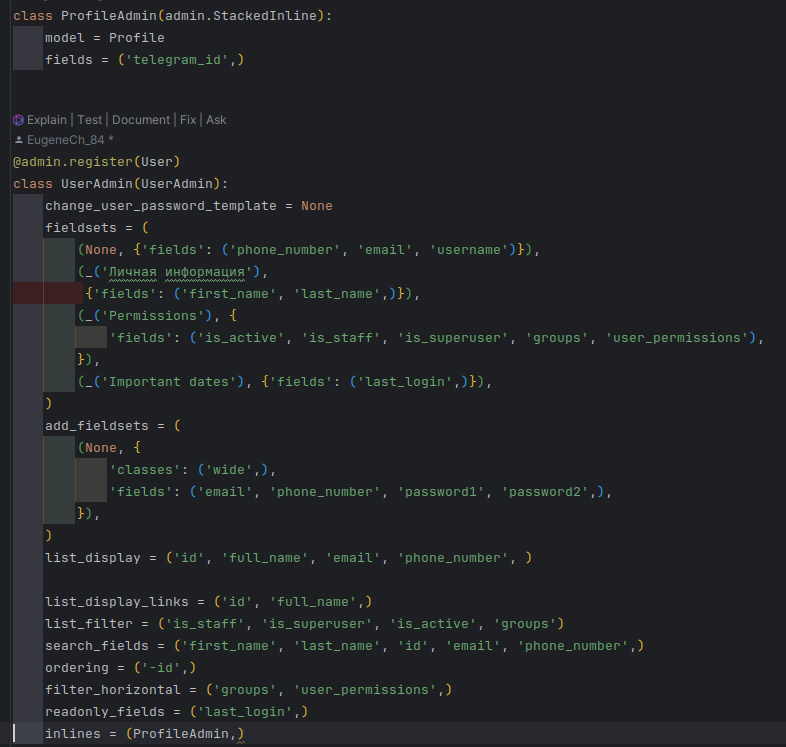 class ProfileAdmin(admin.StackedInline):
    model = Profile
    fields = ('telegram_id',)
Explain | Test | Document | Fix | Ask
EugeneCh_84 *
@admin.register(User)
class UserAdmin(UserAdmin):
    change_user_password_template = None
    fieldsets = (
        (None, {'fields': ('phone_number', 'email', 'username')}),
        (_('Личная информация'),
         {'fields': ('first_name', 'last_name',)}),
        (_('Permissions'), {
            'fields': ('is_active', 'is_staff', 'is_superuser', 'groups', 'user_permissions'),
        }),
        (_('Important dates'), {'fields': ('last_login',)}),
    )
    add_fieldsets = (
        (None, {
            'classes': ('wide',),
            'fields': ('email', 'phone_number', 'password1', 'password2',),
        }),
    )
    list_display = ('id', 'full_name', 'email', 'phone_number', )
    list_display_links = ('id', 'full_name',)
    list_filter = ('is_staff', 'is_superuser', 'is_active', 'groups')
    search_fields = ('first_name', 'last_name', 'id', 'email', 'phone_number',)
    ordering = ('-id',)
    filter_horizontal = ('groups', 'user_permissions',)
    readonly_fields = ('last_login',)
    inlines = (ProfileAdmin,)